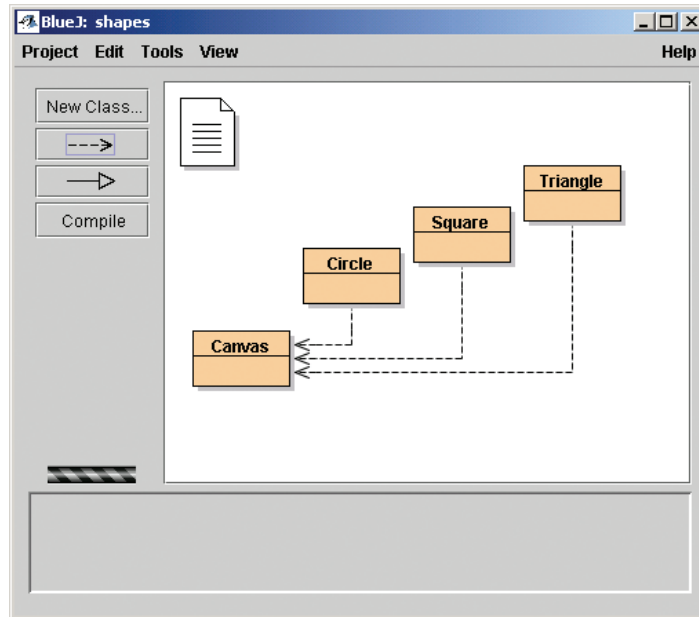 BlueJ: shapes
Project Edit Tools View Help
New Class...
Compile
Triangle
Square
Circle
Canvas